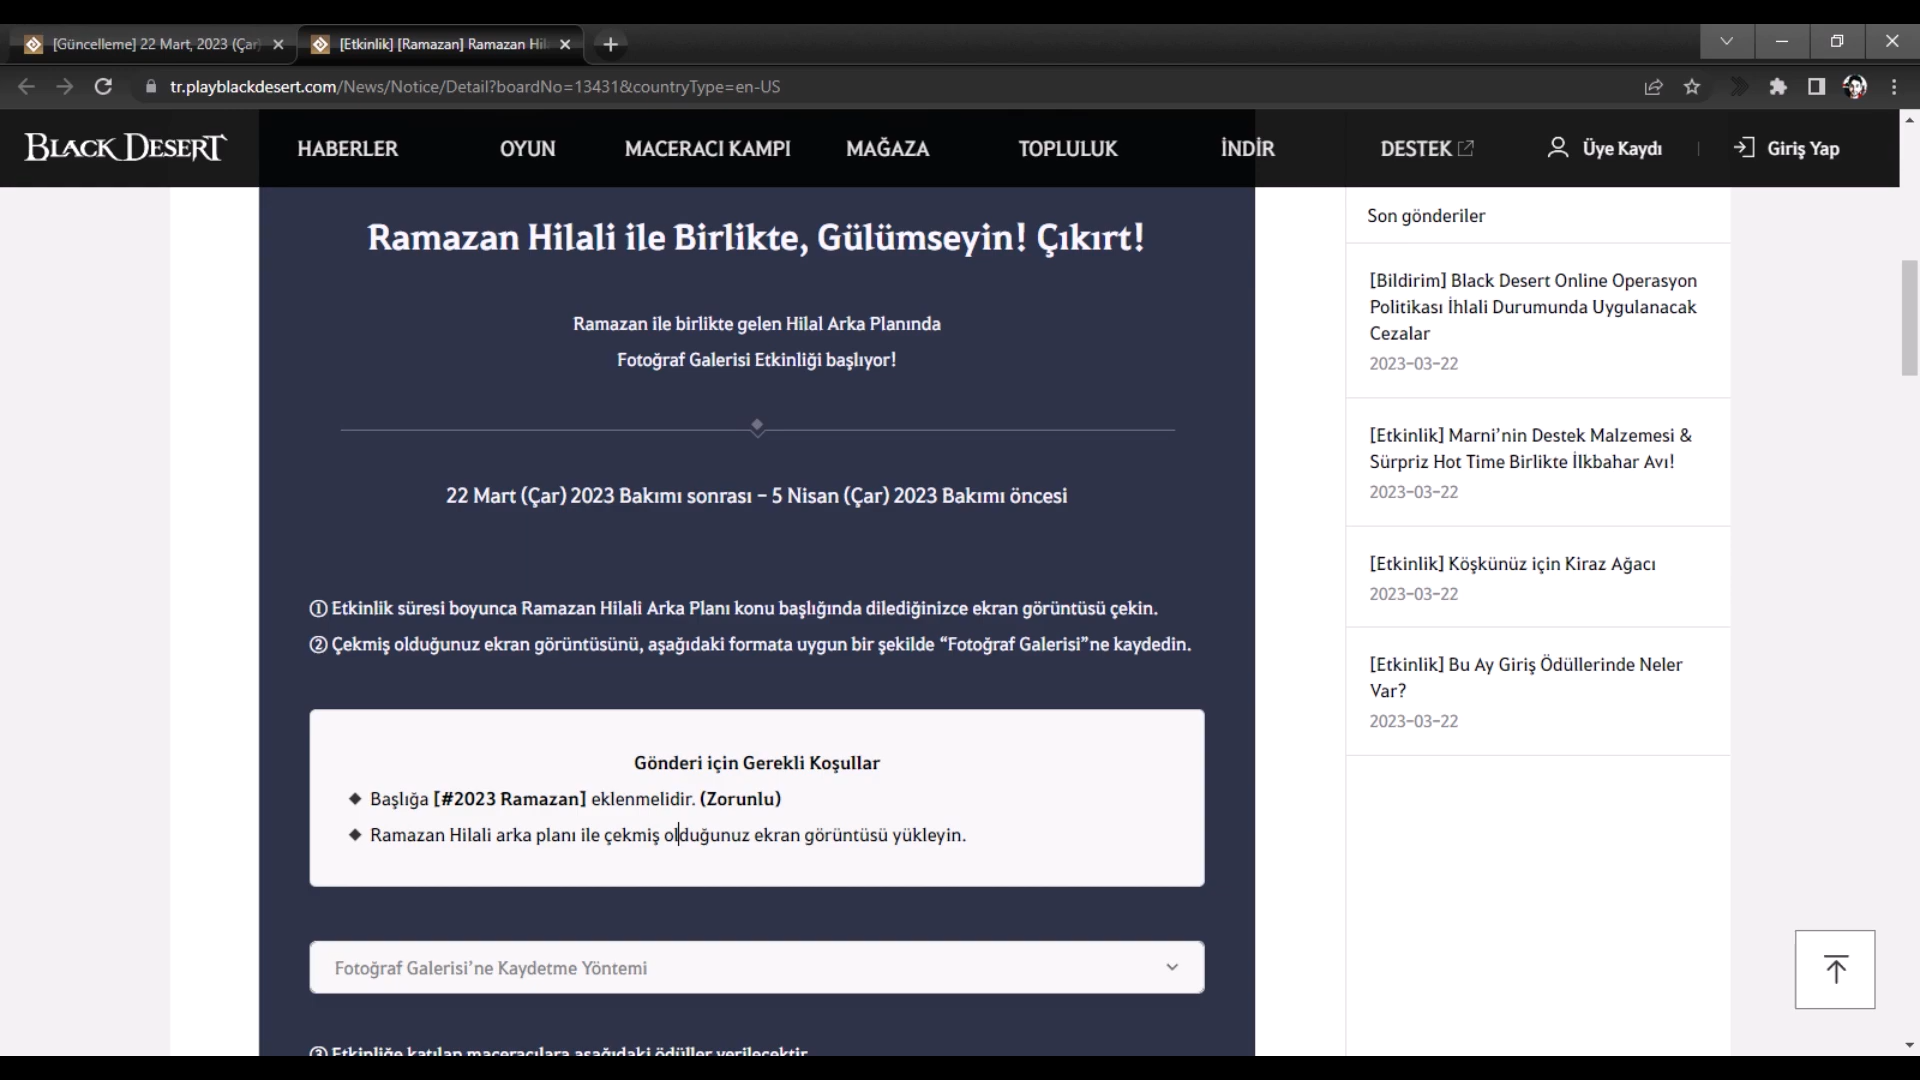 [Güncelleme] 22 Mart, 2023 (Çar
[Etkinlik] [Ramazan] Ramazan Hil
tr.playblackdesert.com/News/Notice/Detail?boardNo=13431&countryType=en-US
BLACK DESERT
HABERLER
OYUN
MACERACI KAMPI
MAĞAZA
TOPLULUK
İNDİR
DESTEK
Üye Kaydı
Giriş Yap
Ramazan Hilali ile Birlikte, Gülümseyin! Çıkırt!
Ramazan ile birlikte gelen Hilal Arka Planında
Fotoğraf Galerisi Etkinliği başlıyor!
22 Mart (Çar) 2023 Bakımı sonrası – 5 Nisan (Çar) 2023 Bakımı öncesi
① Etkinlik süresi boyunca Ramazan Hilali Arka Planı konu başlığında dilediğinizce ekran görüntüsü çekin.
② Çekmiş olduğunuz ekran görüntüsünü, aşağıdaki formata uygun bir şekilde “Fotoğraf Galerisi”ne kaydedin.
Gönderi için Gerekli Koşullar
◆ Başlığa [#2023 Ramazan] eklenmelidir. (Zorunlu)
◆ Ramazan Hilali arka planı ile çekmiş olduğunuz ekran görüntüsü yükleyin.
Fotoğraf Galerisi’ne Kaydetme Yöntemi
③ Etkinliğe katılan maceracılara aşağıdaki ödüller verilecektir.
Son gönderiler
[Bildirim] Black Desert Online Operasyon
Politikası İhlali Durumunda Uygulanacak
Cezalar
2023-03-22
[Etkinlik] Marni’nin Destek Malzemesi &
Sürpriz Hot Time Birlikte İlkbahar Avı!
2023-03-22
[Etkinlik] Köşkünüz için Kiraz Ağacı
2023-03-22
[Etkinlik] Bu Ay Giriş Ödüllerinde Neler
Var?
2023-03-22